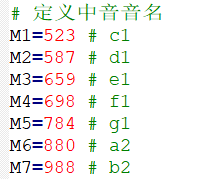 # 定义中音音名
M1=523 # c1
M2=587 # d1
M3=659 # e1
M4=698 # f1
M5=784 # g1
M6=880 # a2
M7=988 # b2